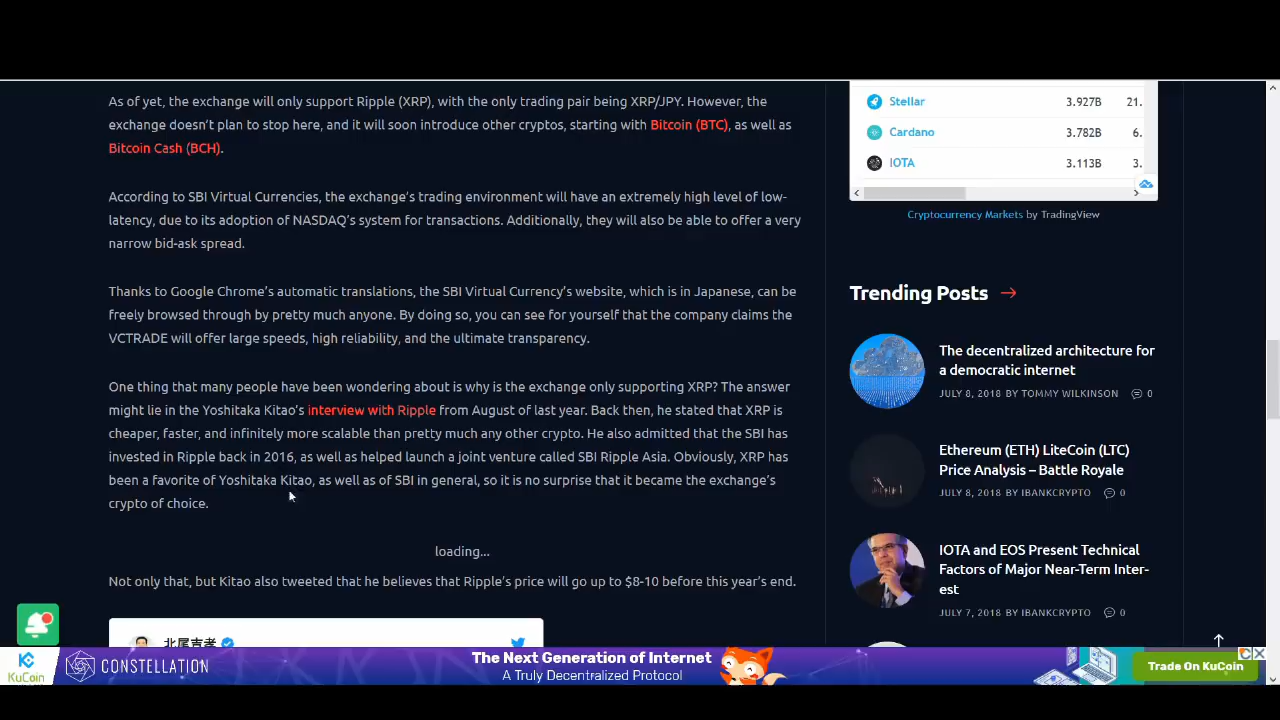 As of yet, the exchange will only support Ripple (XRP), with the only trading pair being XRP/JPY. However, the
exchange doesn't plan to stop here, and it will soon introduce other cryptos, starting with Bitcoin (BTC), as well as
Bitcoin Cash (BCH).
According to SBI Virtual Currencies, the exchange's trading environment will have an extremely high level of low-
latency, due to its adoption of NASDAQ's system for transactions. Additionally, they will also be able to offer a very
narrow bid-ask spread.
Thanks to Google Chrome's automatic translations, the SBI Virtual Currency's website, which is in Japanese, can be
freely browsed through by pretty much anyone. By doing so, you can see for yourself that the company claims the
VCTRADE will offer large speeds, high reliability, and the ultimate transparency.
One thing that many people have been wondering about is why is the exchange only supporting XRP? The answer
might lie in the Yoshitaka Kitao's interview with Ripple from August of last year. Back then, he stated that XRP is
cheaper, faster, and infinitely more scalable than pretty much any other crypto. He also admitted that the SBI has
invested in Ripple back in 2016, as well as helped launch a joint venture called SBI Ripple Asia. Obviously, XRP has
been a favorite of Yoshitaka Kitao, as well as of SBI in general, so it is no surprise that it became the exchange's
crypto of choice.
loading...
Not only that, but Kitao also tweeted that he believes that Ripple's price will go up to $8-10 before this year's end.
北尾吉孝
Stellar 3.927B 21.
Cardano 3.782B 6.
IOTA 3.113B 3.
Cryptocurrency Markets by TradingView
Trending Posts
The decentralized architecture for
a democratic internet
JULY 8, 2018 BY TOMMY WILKINSON 0
Ethereum (ETH) LiteCoin (LTC)
Price Analysis – Battle Royale
JULY 8, 2018 BY IBANKCRYPTO 0
IOTA and EOS Present Technical
Factors of Major Near-Term Inter-
est
JULY 7, 2018 BY IBANKCRYPTO 0
KuCoin
CONSTELLATION
The Next Generation of Internet
A Truly Decentralized Protocol
Trade On KuCoin